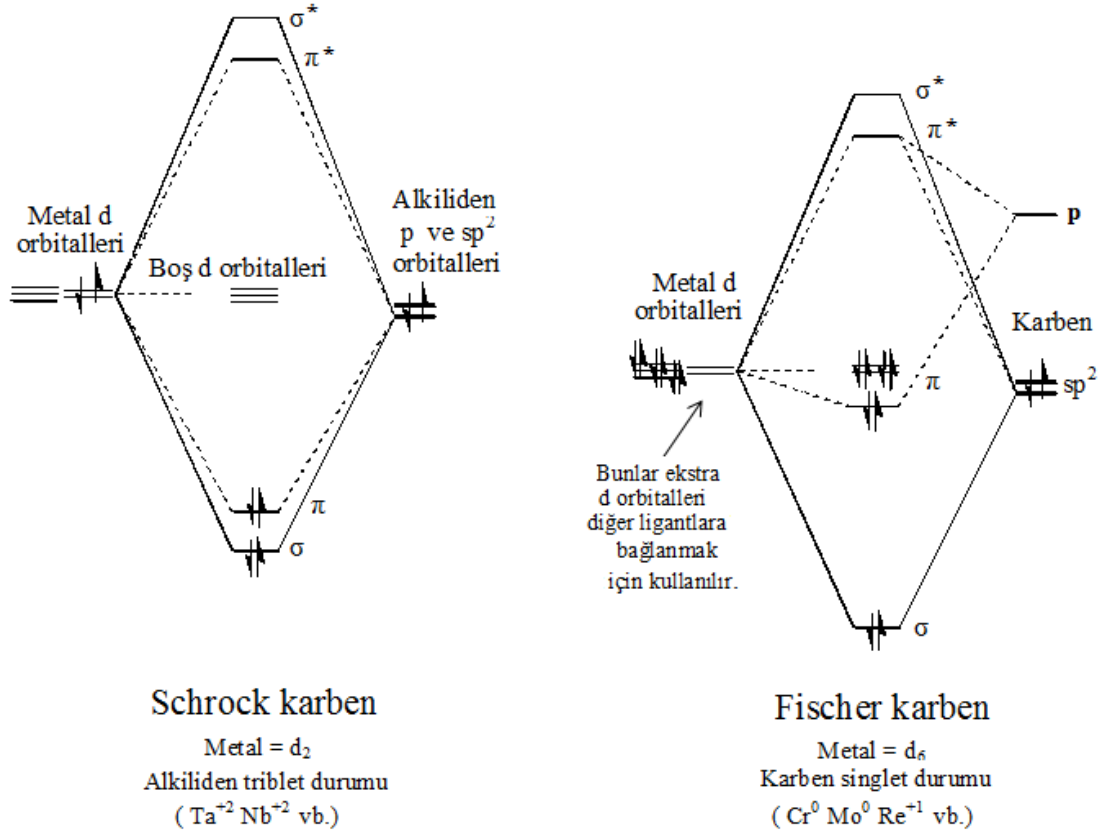 σ*
π*
Metal d
orbitalleri
Boş d orbitalleri
Alkiliden
p ve sp²
orbitalleri
π
σ
Schrock karben
Metal = d₂
Alkiliden triblet durumu
( Ta⁺² Nb⁺² vb.)
σ*
π*
p
Metal d
orbitalleri
Karben
sp²
π
Bunlar ekstra
d orbitalleri
diğer ligantlara
bağlanmak
için kullanılır.
σ
Fischer karben
Metal = d₆
Karben singlet durumu
( Cr⁰ Mo⁰ Re⁺¹ vb.)